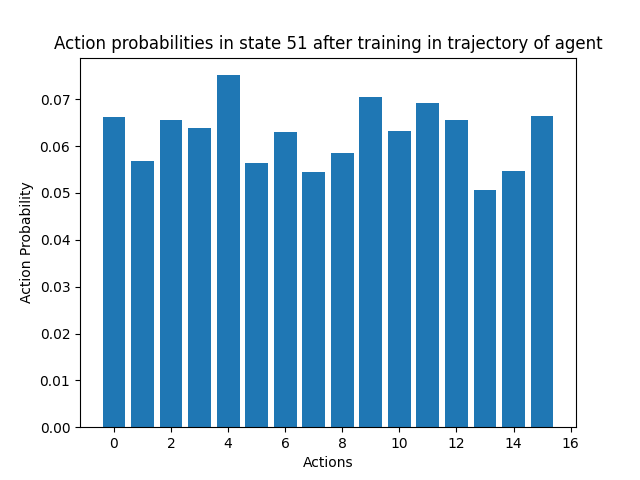 Action probabilities in state 51 after training in trajectory of agent
0.07
0.06
0.05
0.04
0.03
0.02
0.01
0.00
Action Probability
0 2 4 6 8 10 12 14 16
Actions